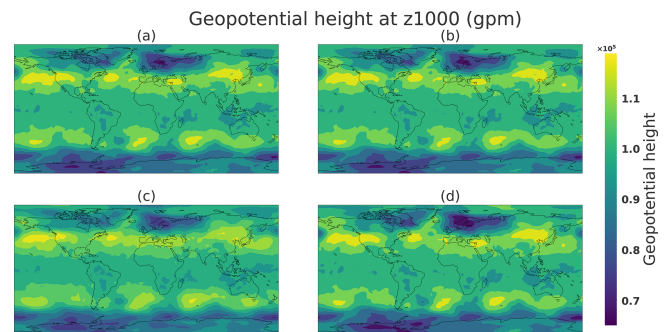 Geopotential height at z1000 (gpm)
(a)
(b)
×10⁵
1.1
1.0
0.9
0.8
0.7
Geopotential height
(c)
(d)